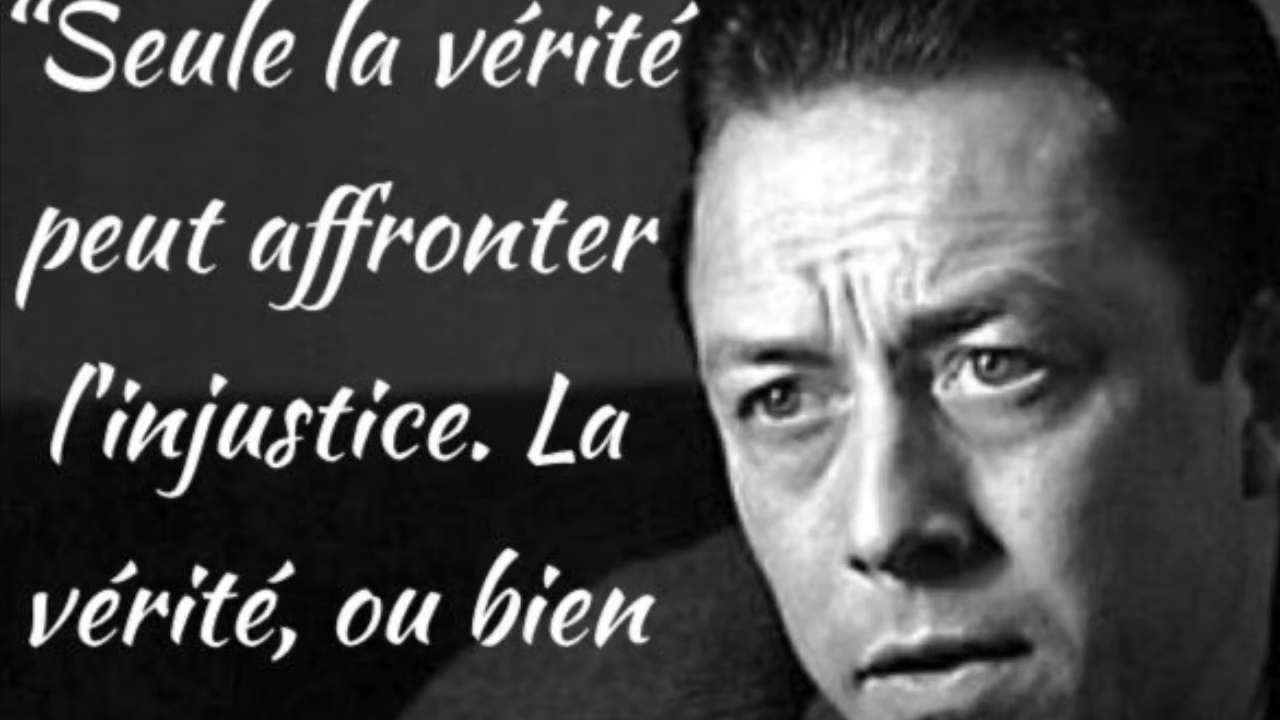 “Seule la vérité
peut affronter
l'injustice. La
vérité, ou bien